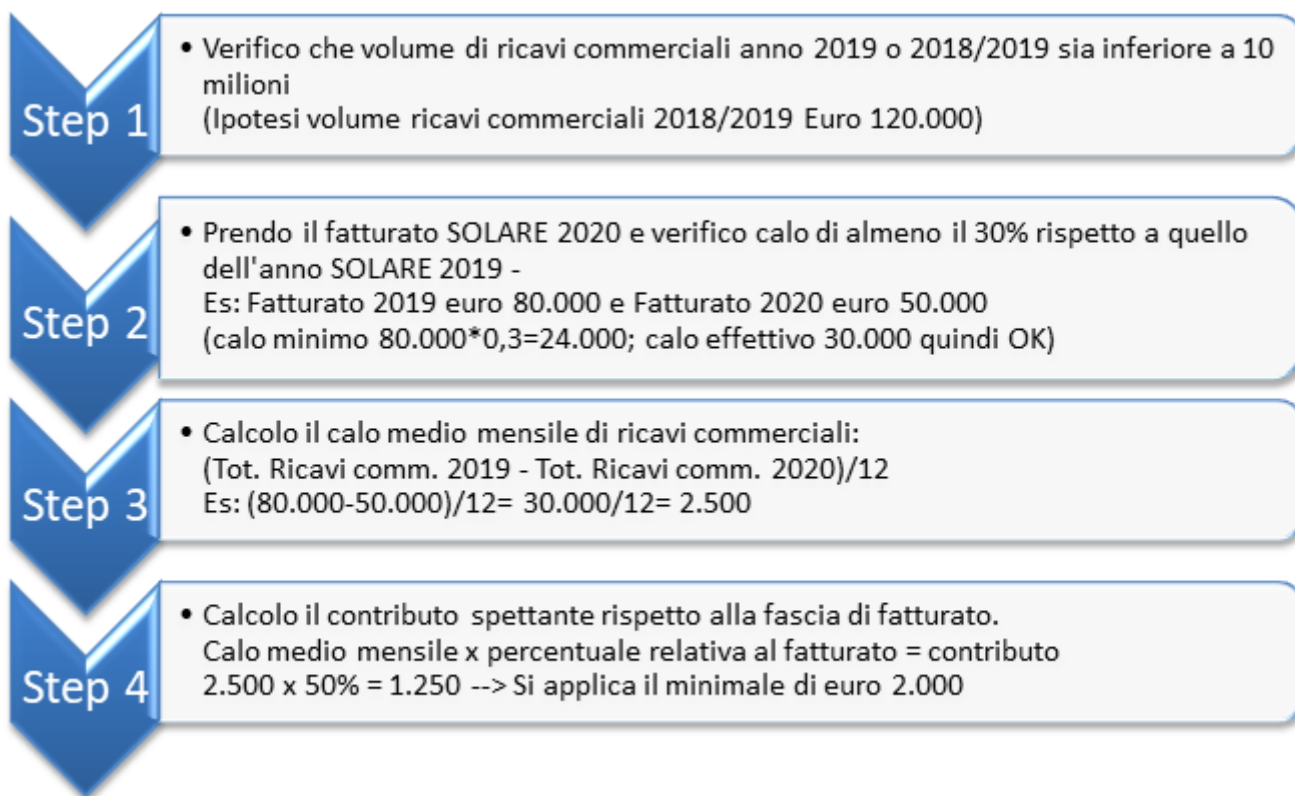 Step 1
• Verifico che volume di ricavi commerciali anno 2019 o 2018/2019 sia inferiore a 10
milioni
(Ipotesi volume ricavi commerciali 2018/2019 Euro 120.000)
Step 2
• Prendo il fatturato SOLARE 2020 e verifico calo di almeno il 30% rispetto a quello
dell'anno SOLARE 2019 -
Es: Fatturato 2019 euro 80.000 e Fatturato 2020 euro 50.000
(calo minimo 80.000*0,3=24.000; calo effettivo 30.000 quindi OK)
Step 3
• Calcolo il calo medio mensile di ricavi commerciali:
(Tot. Ricavi comm. 2019 - Tot. Ricavi comm. 2020)/12
Es: (80.000-50.000)/12= 30.000/12= 2.500
Step 4
• Calcolo il contributo spettante rispetto alla fascia di fatturato.
Calo medio mensile x percentuale relativa al fatturato = contributo
2.500 x 50% = 1.250 --> Si applica il minimale di euro 2.000